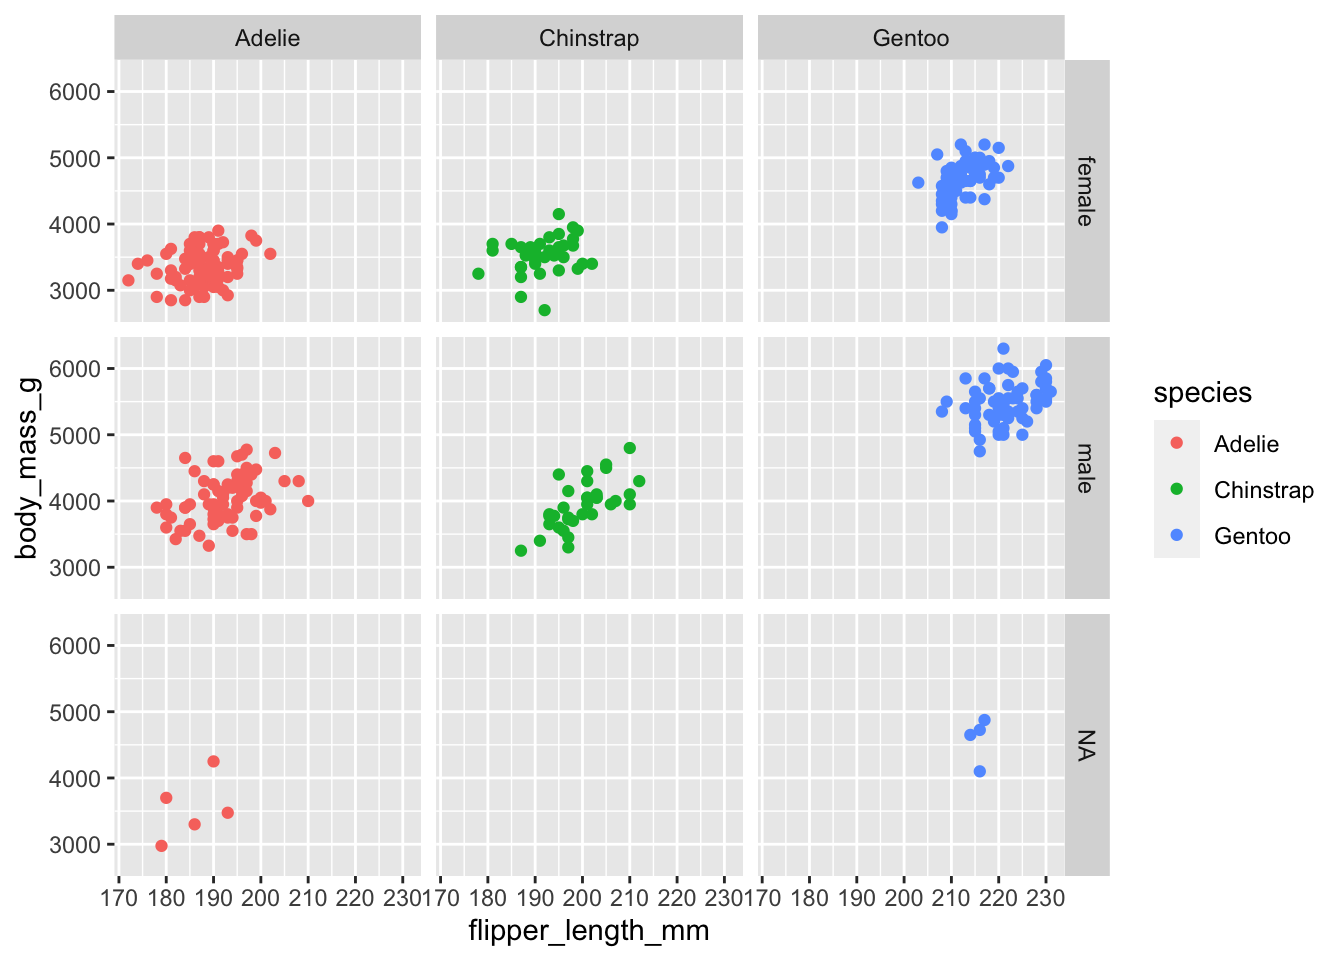 Adelie Chinstrap Gentoo
6000
5000
4000
3000
female
6000
5000
4000
3000
male
6000
5000
4000
3000
NA
170 180 190 200 210 220 230 170 180 190 200 210 220 230 170 180 190 200 210 220 230
flipper_length_mm
body_mass_g
species
Adelie
Chinstrap
Gentoo